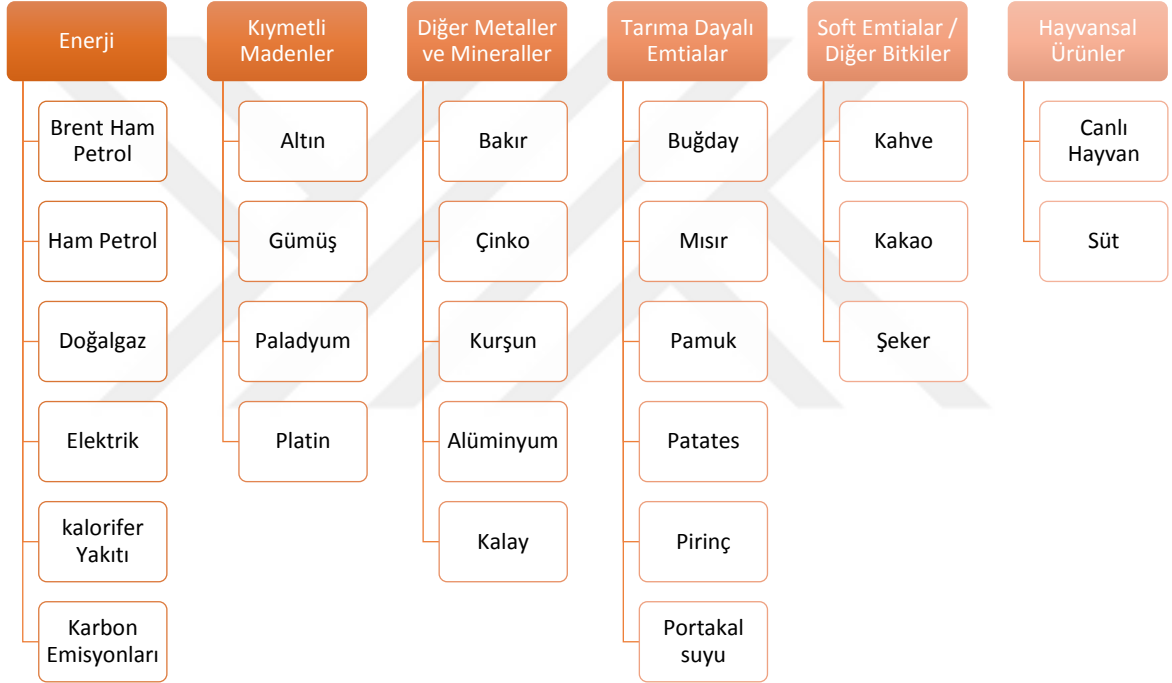 Enerji
Brent Ham
Petrol
Ham Petrol
Doğalgaz
Elektrik
kalorifer
Yakıtı
Karbon
Emisyonları
Kıymetli
Madenler
Altın
Gümüş
Paladyum
Platin
Diğer Metaller
ve Mineraller
Bakır
Çinko
Kurşun
Alüminyum
Kalay
Tarıma Dayalı
Emtialar
Buğday
Mısır
Pamuk
Patates
Pirinç
Portakal
suyu
Soft Emtialar /
Diğer Bitkiler
Kahve
Kakao
Şeker
Hayvansal
Ürünler
Canlı
Hayvan
Süt